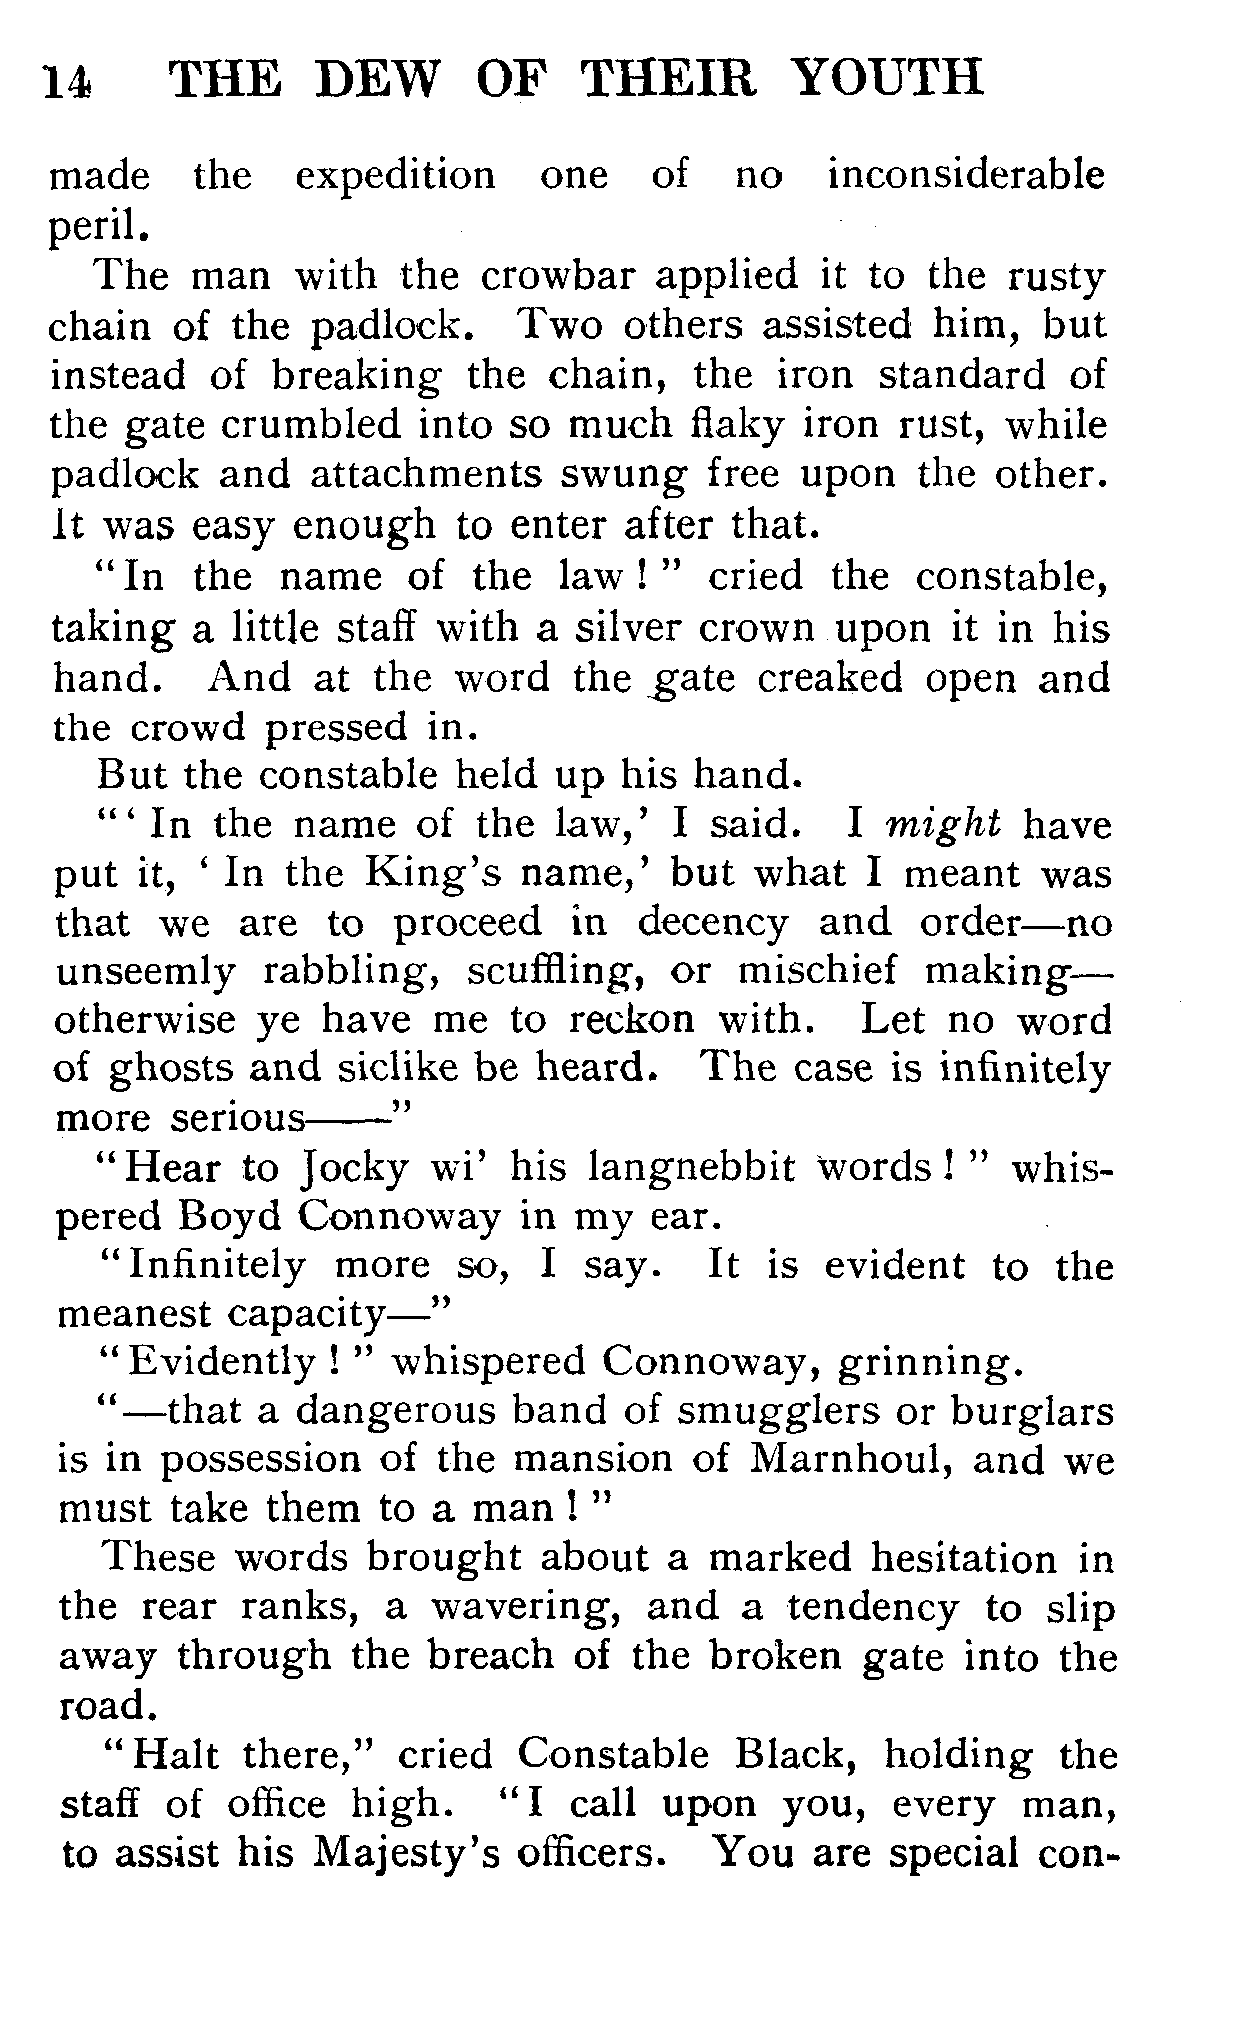 14 THE DEW OF THEIR YOUTH
made the expedition one of no inconsiderable
peril.
The man with the crowbar applied it to the rusty
chain of the padlock. Two others assisted him, but
instead of breaking the chain, the iron standard of
the gate crumbled into so much flaky iron rust, while
padlock and attachments swung free upon the other.
It was easy enough to enter after that.
“In the name of the law!” cried the constable,
taking a little staff with a silver crown upon it in his
hand. And at the word the gate creaked open and
the crowd pressed in.
But the constable held up his hand.
“‘In the name of the law,’ I said. I might have
put it, ‘In the King’s name,’ but what I meant was
that we are to proceed in decency and order—no
unseemly rabbling, scuffling, or mischief making—
otherwise ye have me to reckon with. Let no word
of ghosts and siclike be heard. The case is infinitely
more serious——”
“Hear to Jocky wi’ his langnebbit words!” whis-
pered Boyd Connoway in my ear.
“Infinitely more so, I say. It is evident to the
meanest capacity—”
“Evidently!” whispered Connoway, grinning.
“—that a dangerous band of smugglers or burglars
is in possession of the mansion of Marnhoul, and we
must take them to a man!”
These words brought about a marked hesitation in
the rear ranks, a wavering, and a tendency to slip
away through the breach of the broken gate into the
road.
“Halt there,” cried Constable Black, holding the
staff of office high. “I call upon you, every man,
to assist his Majesty’s officers. You are special con-